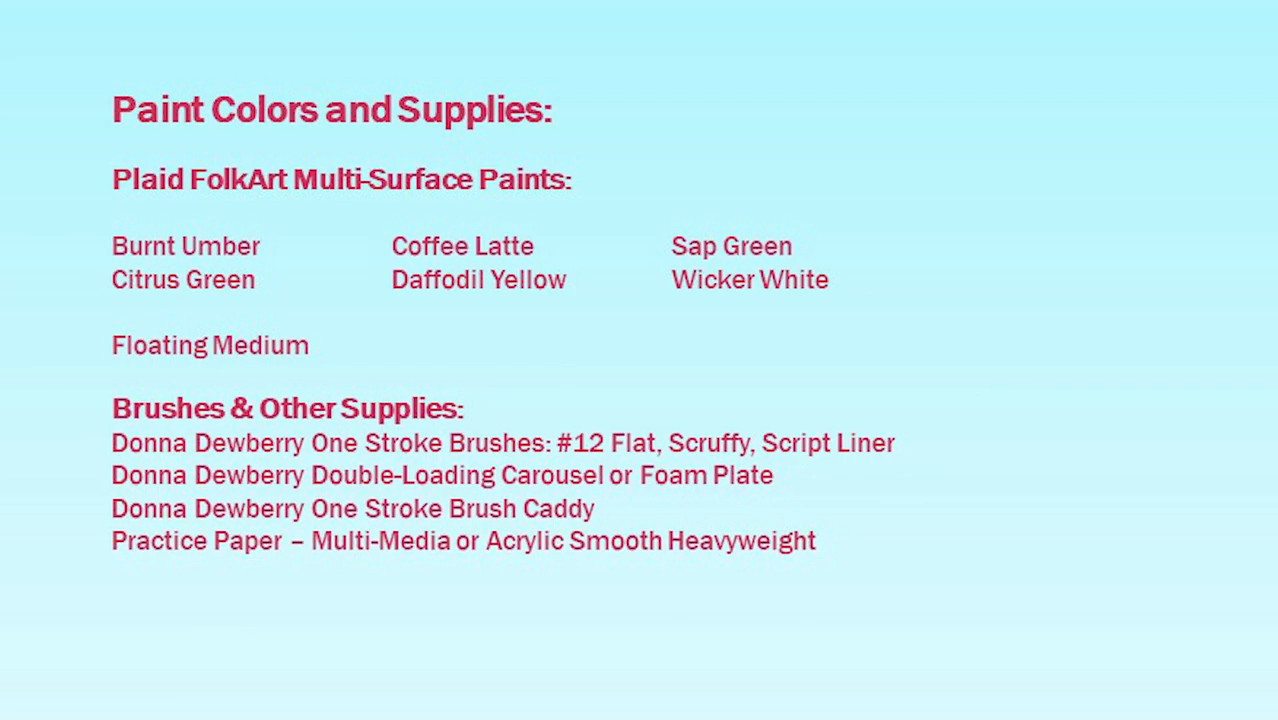 Paint Colors and Supplies:
Plaid FolkArt Multi-Surface Paints:
Burnt Umber Coffee Latte Sap Green
Citrus Green Daffodil Yellow Wicker White
Floating Medium
Brushes & Other Supplies:
Donna Dewberry One Stroke Brushes: #12 Flat, Scruffy, Script Liner
Donna Dewberry Double-Loading Carousel or Foam Plate
Donna Dewberry One Stroke Brush Caddy
Practice Paper – Multi-Media or Acrylic Smooth Heavyweight